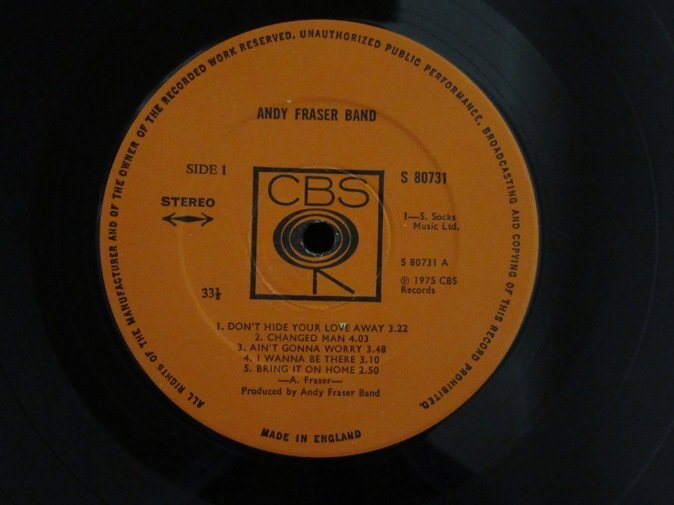 ALL RIGHTS OF THE MANUFACTURER AND OF THE OWNER OF THE RECORDED WORK RESERVED. UNAUTHORIZED PUBLIC PERFORMANCE, BROADCASTING AND COPYING OF THIS RECORD PROHIBITED.
ANDY FRASER BAND
SIDE 1
S 80731
STEREO
CBS
1—5. Socks
Music Ltd.
S 80731 A
℗ 1975 CBS
Records
33⅓
1. DON'T HIDE YOUR LOVE AWAY 3.22
2. CHANGED MAN 4.03
3. AIN'T GONNA WORRY 3.48
4. I WANNA BE THERE 3.10
5. BRING IT ON HOME 2.50
—A. Fraser—
Produced by Andy Fraser Band
MADE IN ENGLAND